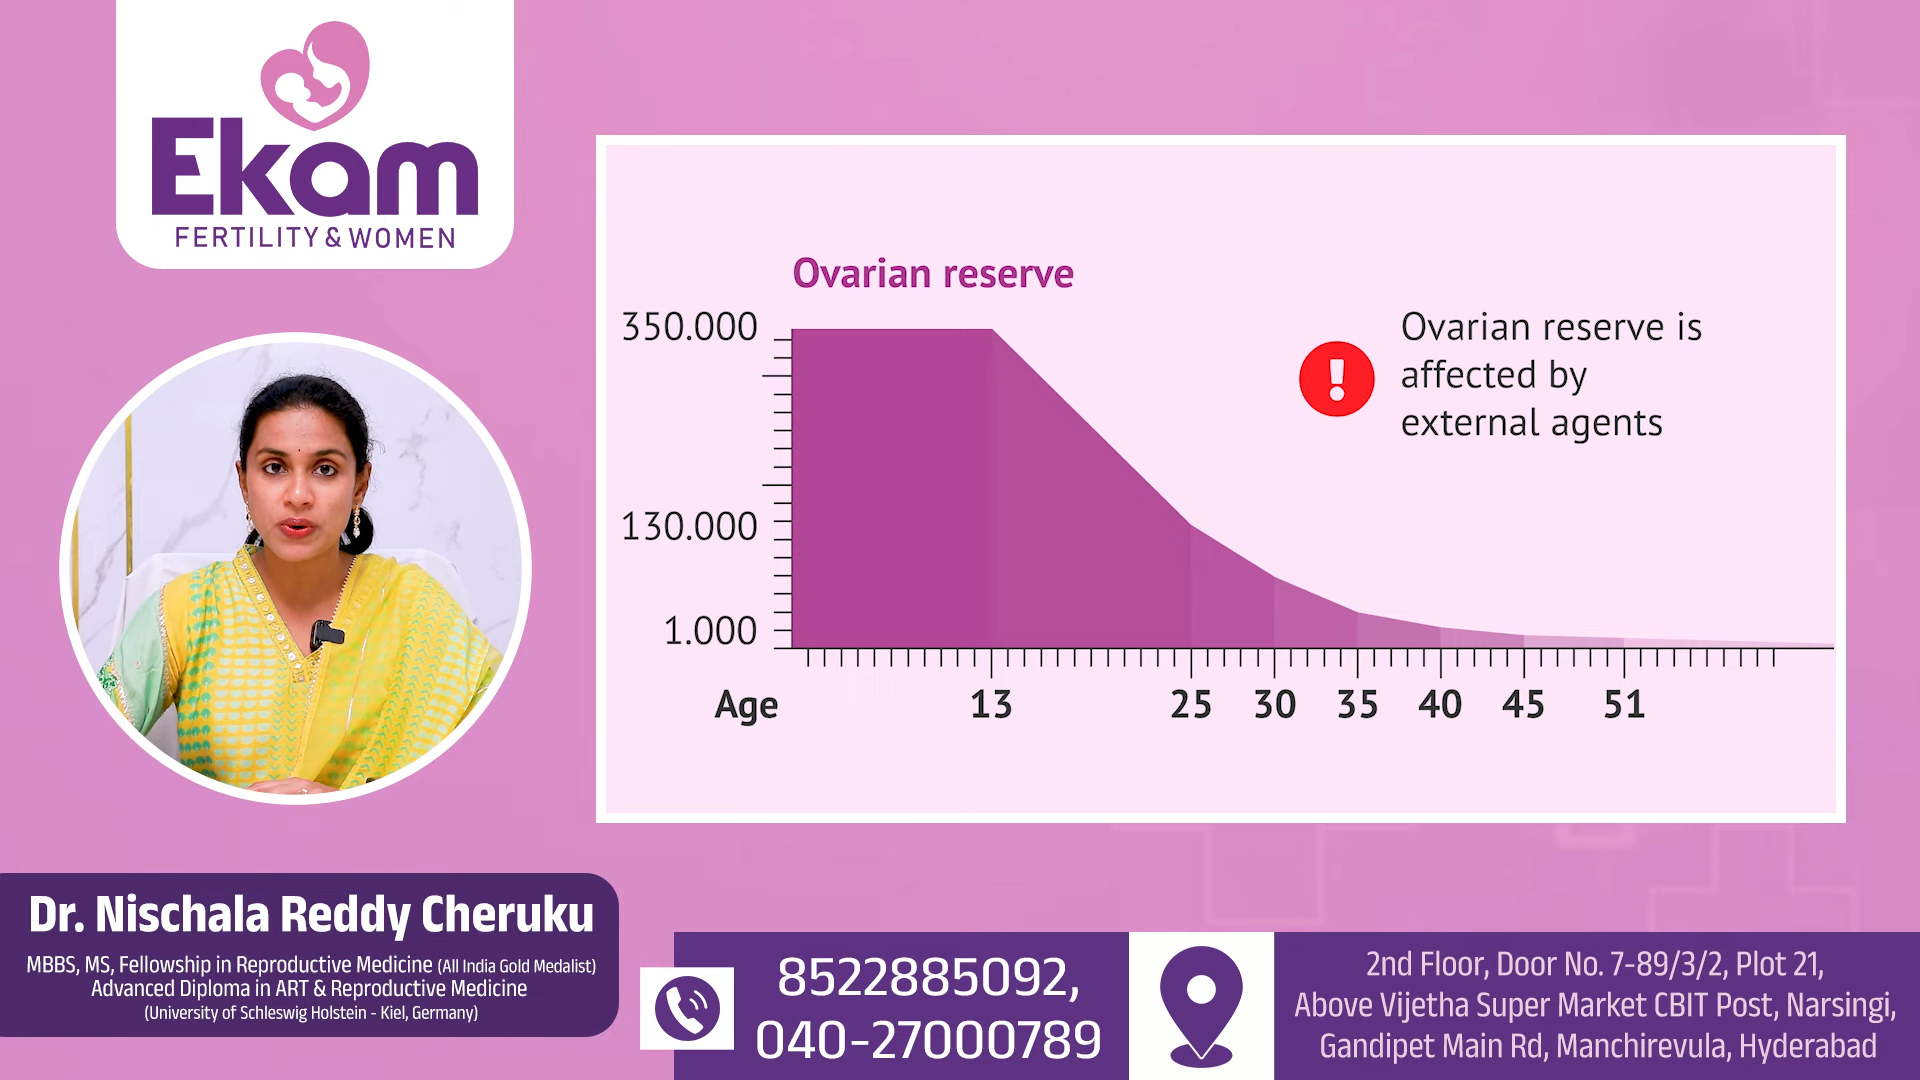 Ekam
FERTILITY & WOMEN
Ovarian reserve
350.000
130.000
1.000
Age
13 25 30 35 40 45 51
Ovarian reserve is
affected by
external agents
Dr. Nischala Reddy Cheruku
MBBS, MS, Fellowship in Reproductive Medicine (All India Gold Medalist)
Advanced Diploma in ART & Reproductive Medicine
(University of Schleswig Holstein - Kiel, Germany)
8522885092,
040-27000789
2nd Floor, Door No. 7-89/3/2, Plot 21,
Above Vijetha Super Market CBIT Post, Narsingi,
Gandipet Main Rd, Manchirevula, Hyderabad